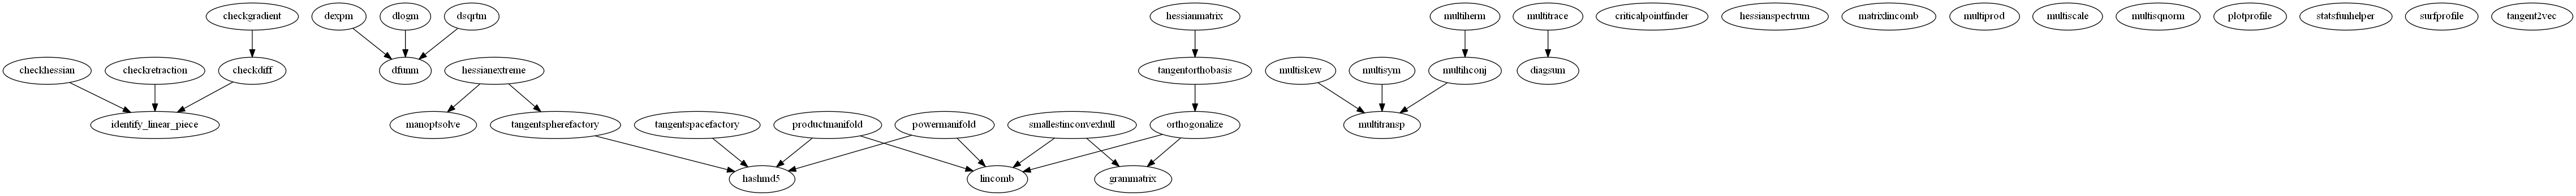 checkgradient
dexpm
dlogm
dsqrtm
hessianmatrix
multiherm
multitrace
criticalpointfinder
hessianspectrum
matrixlincomb
multiprod
multiscale
multisqnorm
plotprofile
statsfunhelper
surfprofile
tangent2vec
checkhessian
checkretraction
checkdiff
dfunm
hessianextreme
tangentorthobasis
multiskew
multisym
multihconj
diagsum
identify_linear_piece
manoptsolve
tangentspherefactory
tangentspacefactory
productmanifold
powermanifold
smallestinconvexhull
orthogonalize
multitransp
hashmd5
lincomb
grammatrix